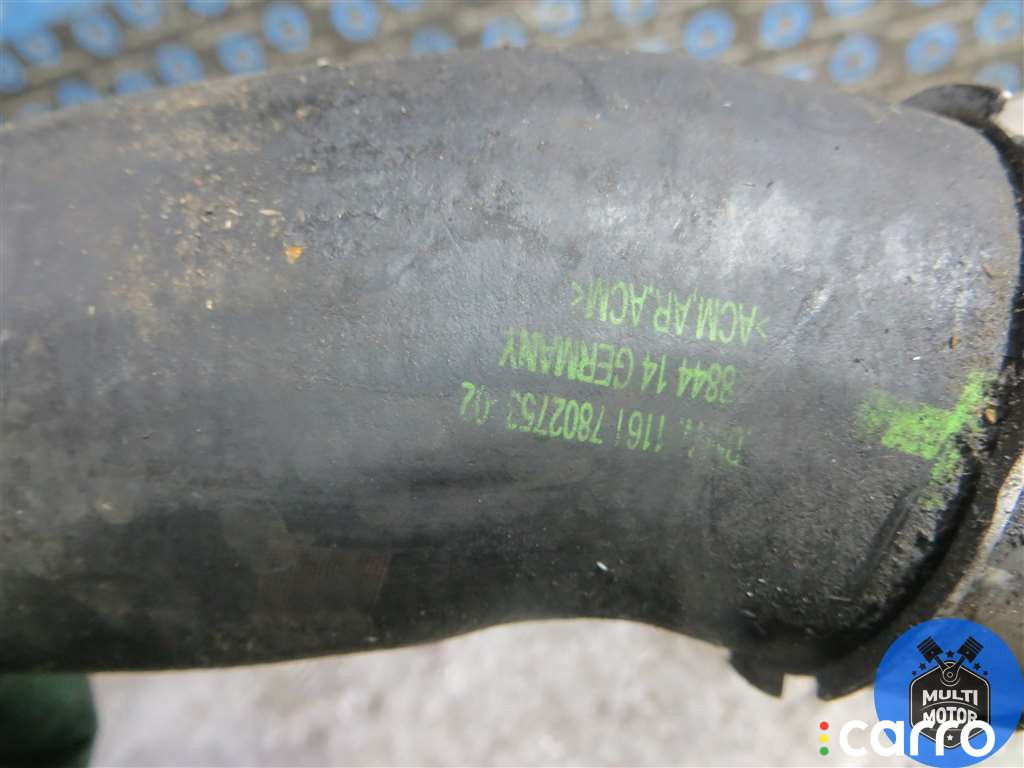 1161 7802753 .02
8844 14 GERMANY
>ACM,AR,ACM<
MULTI
MOTOR
carro